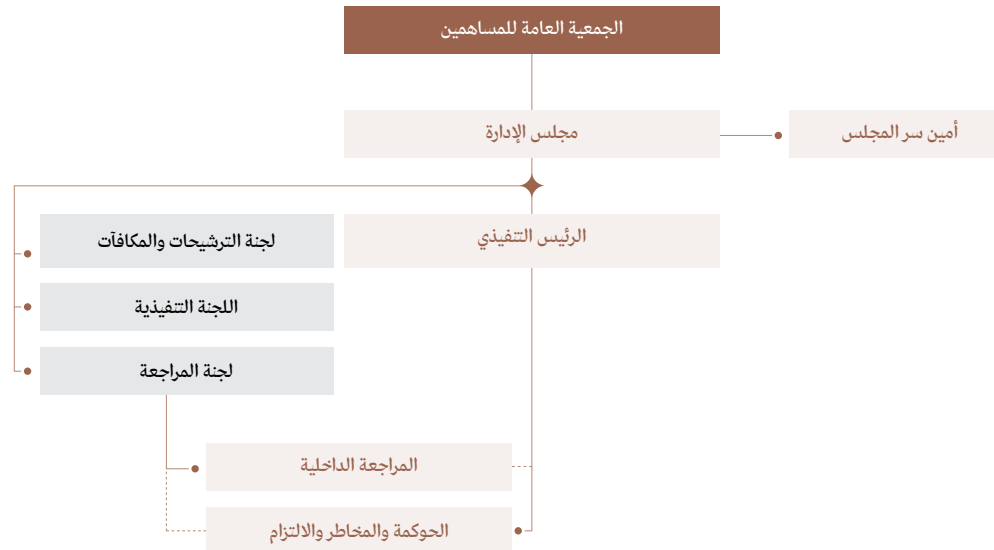 الجمعية العامة للمساهمين
مجلس الإدارة
أمين سر المجلس
الرئيس التنفيذي
لجنة الترشيحات والمكافآت
اللجنة التنفيذية
لجنة المراجعة
المراجعة الداخلية
الحوكمة والمخاطر والالتزام